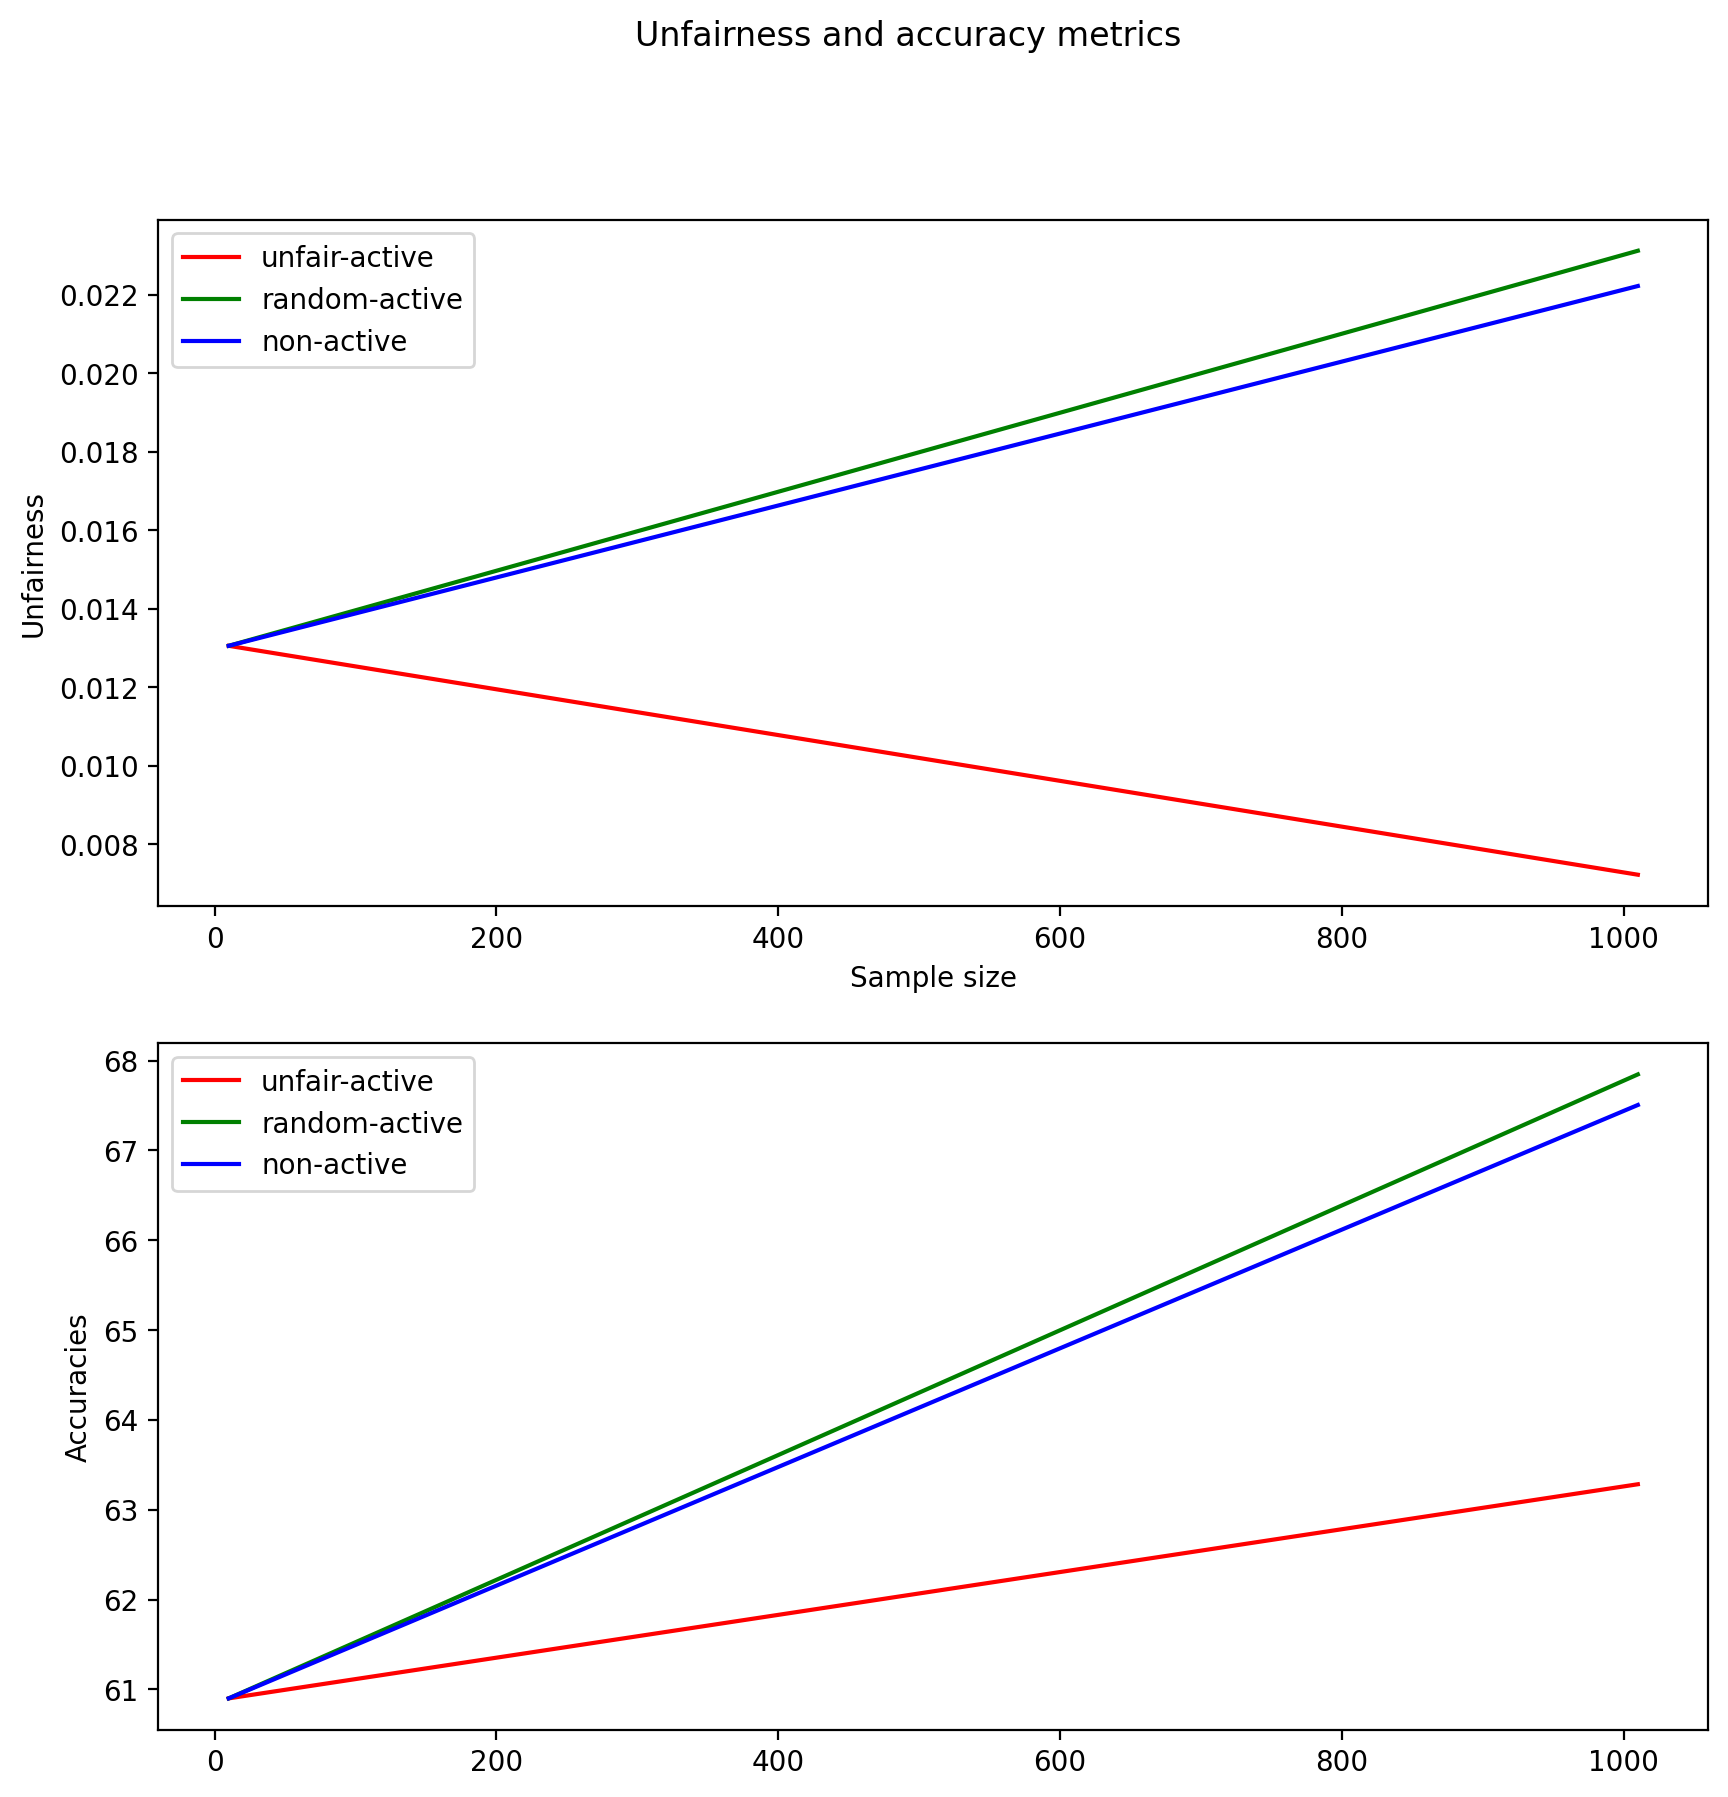 Unfairness and accuracy metrics
unfair-active
random-active
non-active
0.022
0.020
0.018
0.016
0.014
0.012
0.010
0.008
Unfairness
0 200 400 600 800 1000
Sample size
unfair-active
random-active
non-active
68
67
66
65
64
63
62
61
Accuracies
0 200 400 600 800 1000